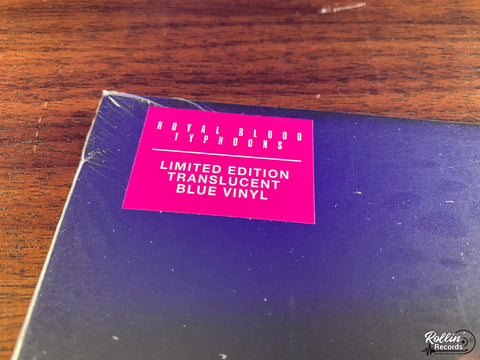 ROYAL BLOOD
TYPHOONS
LIMITED EDITION
TRANSLUCENT
BLUE VINYL
Rollin'
Records